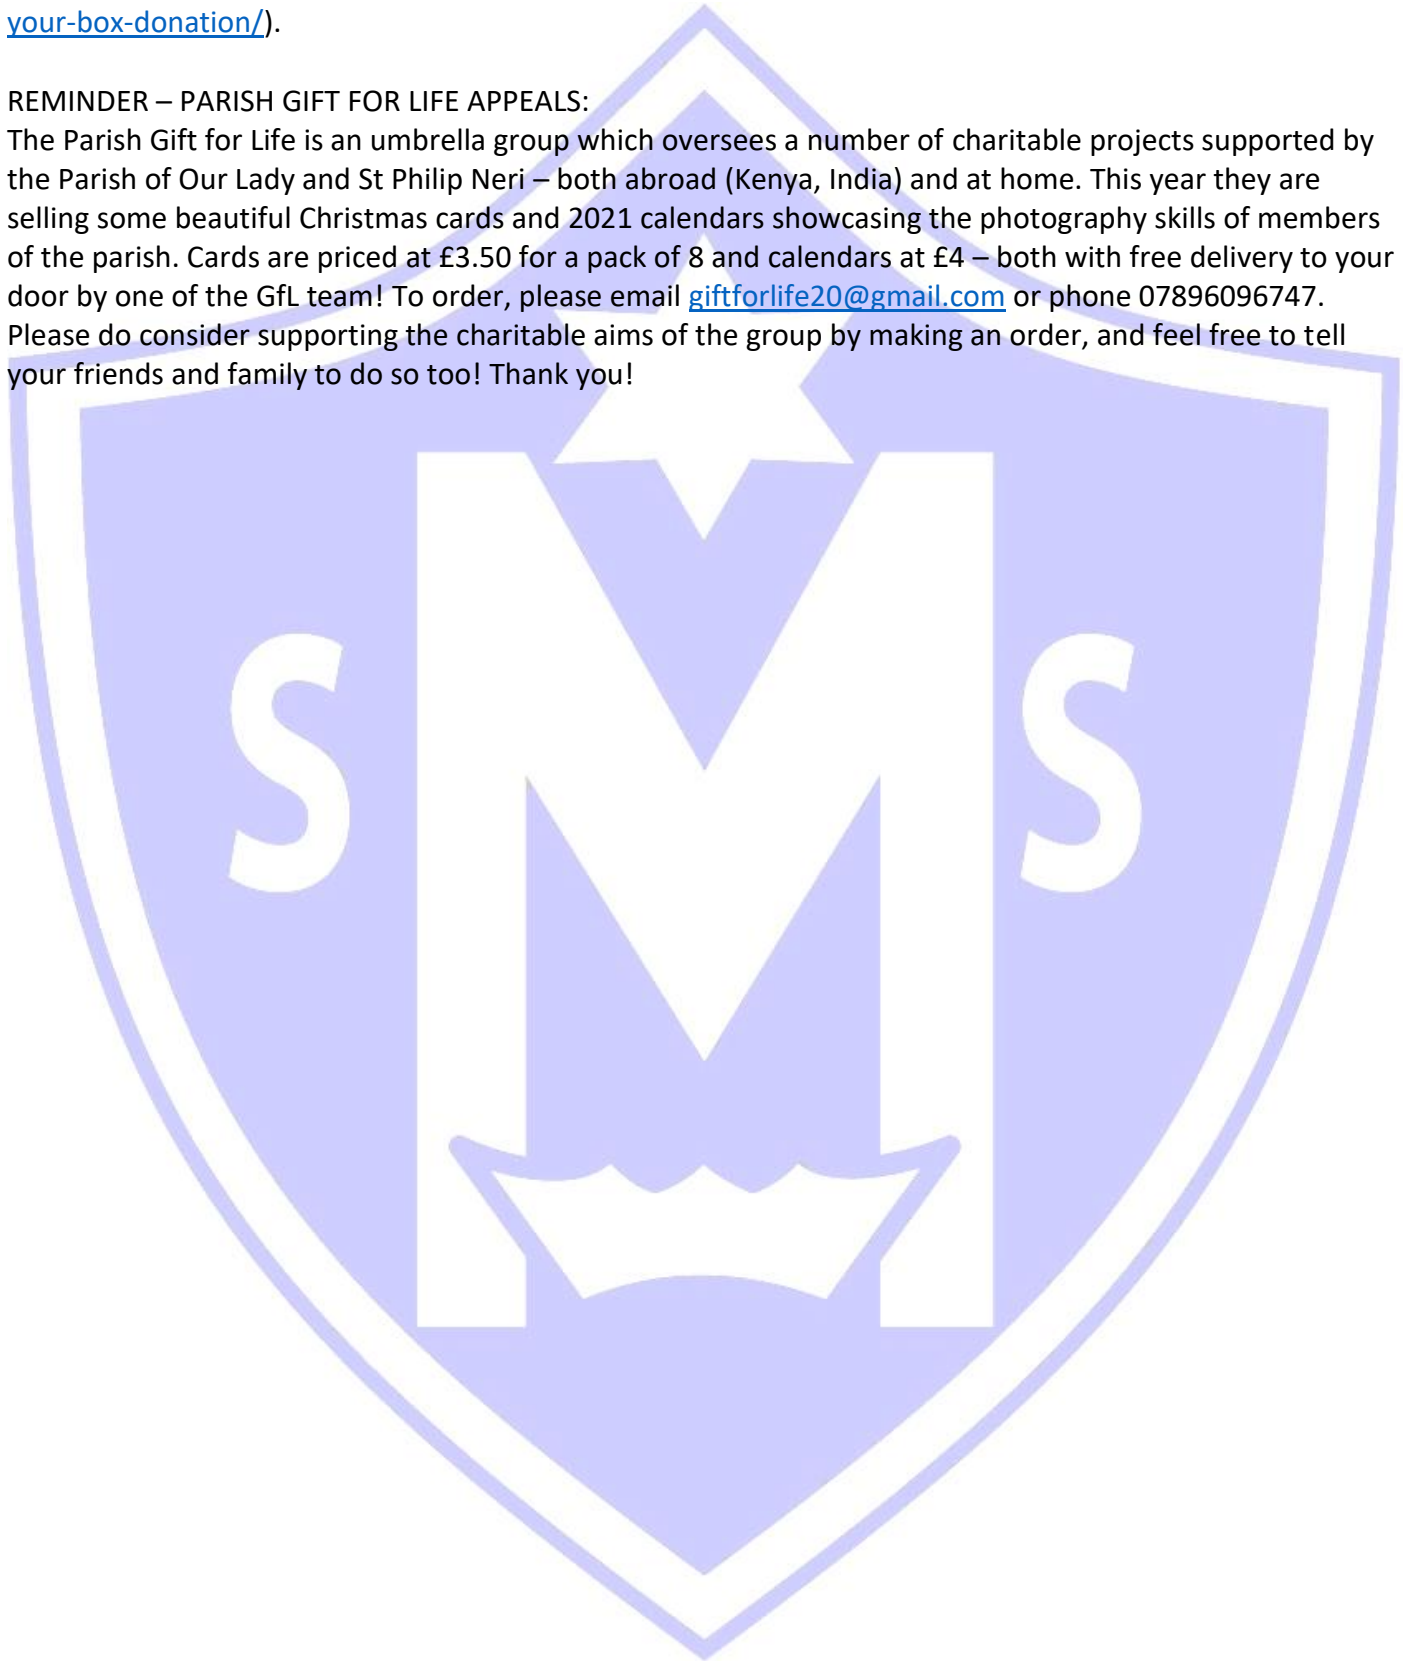 your-box-donation/).
REMINDER – PARISH GIFT FOR LIFE APPEALS:
The Parish Gift for Life is an umbrella group which oversees a number of charitable projects supported by
the Parish of Our Lady and St Philip Neri – both abroad (Kenya, India) and at home. This year they are
selling some beautiful Christmas cards and 2021 calendars showcasing the photography skills of members
of the parish. Cards are priced at £3.50 for a pack of 8 and calendars at £4 – both with free delivery to your
door by one of the GfL team! To order, please email giftforlife20@gmail.com or phone 07896096747.
Please do consider supporting the charitable aims of the group by making an order, and feel free to tell
your friends and family to do so too! Thank you!
S M S